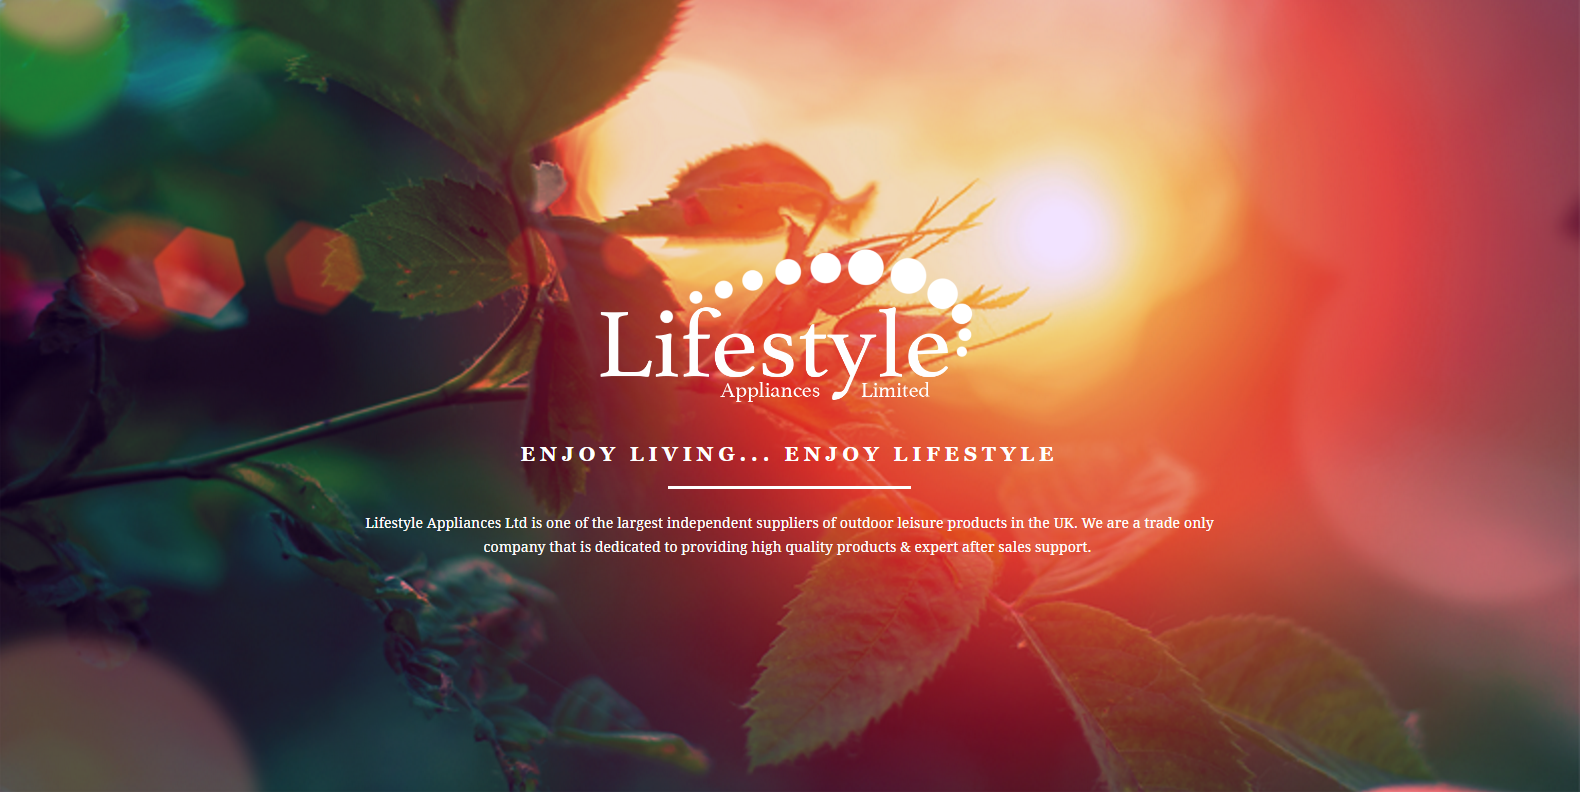 Lifestyle
Appliances Limited
ENJOY LIVING... ENJOY LIFESTYLE
Lifestyle Appliances Ltd is one of the largest independent suppliers of outdoor leisure products in the UK. We are a trade only
company that is dedicated to providing high quality products & expert after sales support.